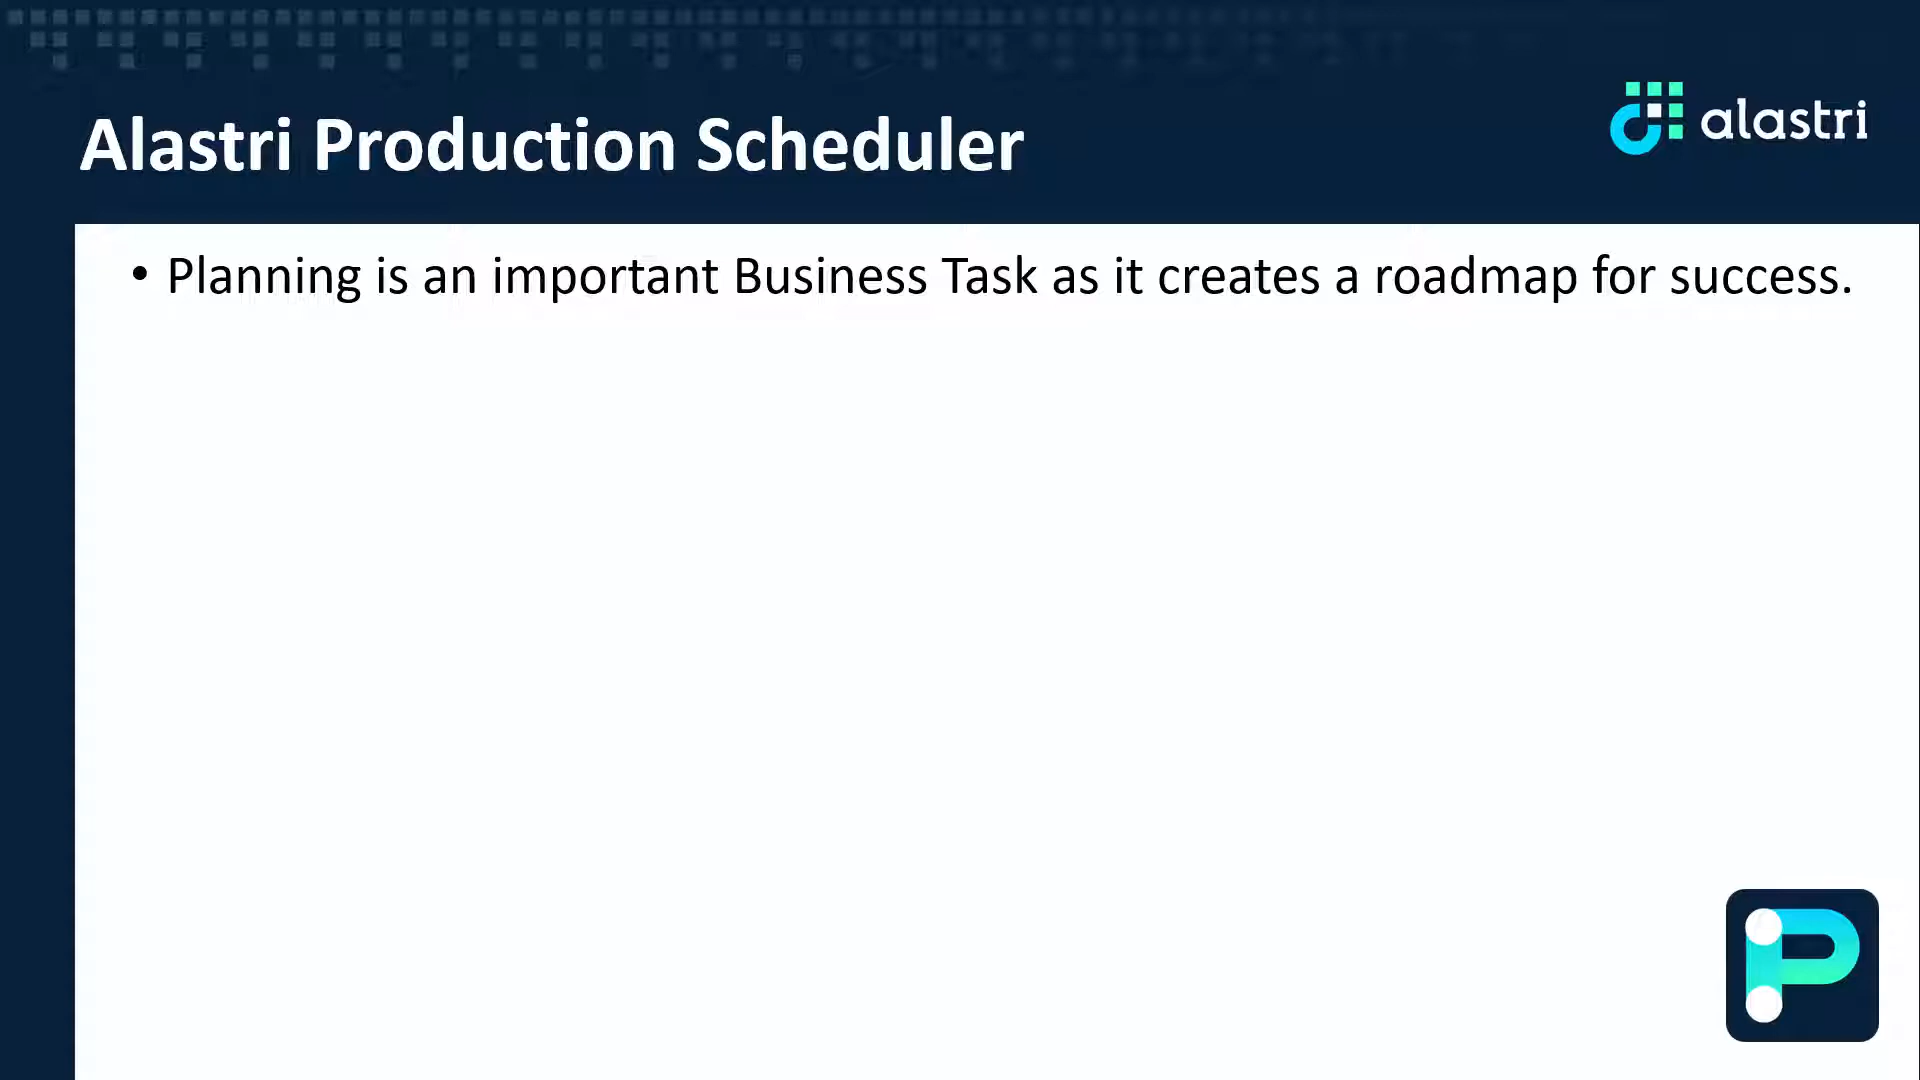 alastri
Alastri Production Scheduler
• Planning is an important Business Task as it creates a roadmap for success.
P